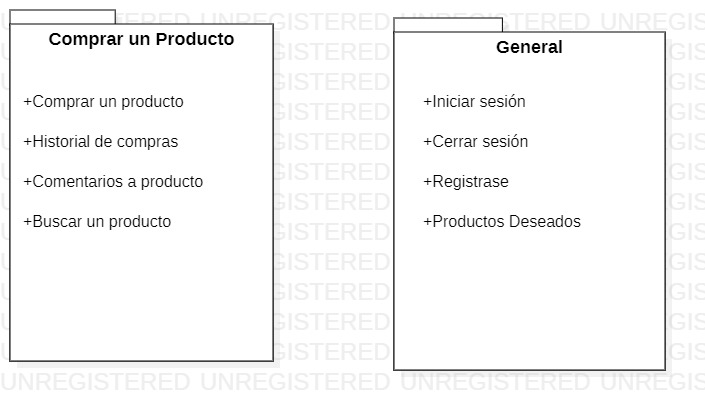 Comprar un Producto
+Comprar un producto
+Historial de compras
+Comentarios a producto
+Buscar un producto
General
+Iniciar sesión
+Cerrar sesión
+Registrase
+Productos Deseados
UNREGISTERED UNREGISTERED UNREGISTERED UNREGIS